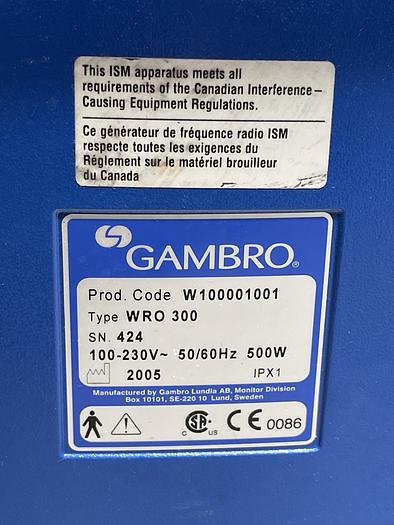 This ISM apparatus meets all
requirements of the Canadian Interference–
Causing Equipment Regulations.
Ce générateur de fréquence radio ISM
respecte toutes les exigences du
Réglement sur le matériel brouilleur
du Canada
GAMBRO®
Prod. Code W100001001
Type WRO 300
SN. 424
100-230V~ 50/60Hz 500W
2005 IPX1
Manufactured by Gambro Lundia AB, Monitor Division
Box 10101, SE-220 10 Lund, Sweden
C SA US CE 0086